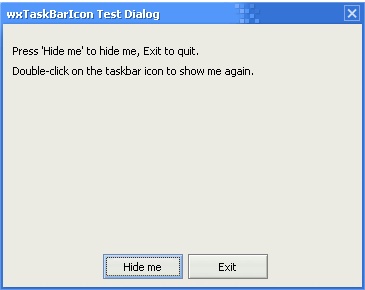 wxTaskBarIcon Test Dialog
Press 'Hide me' to hide me, Exit to quit.
Double-click on the taskbar icon to show me again.
Hide me
Exit